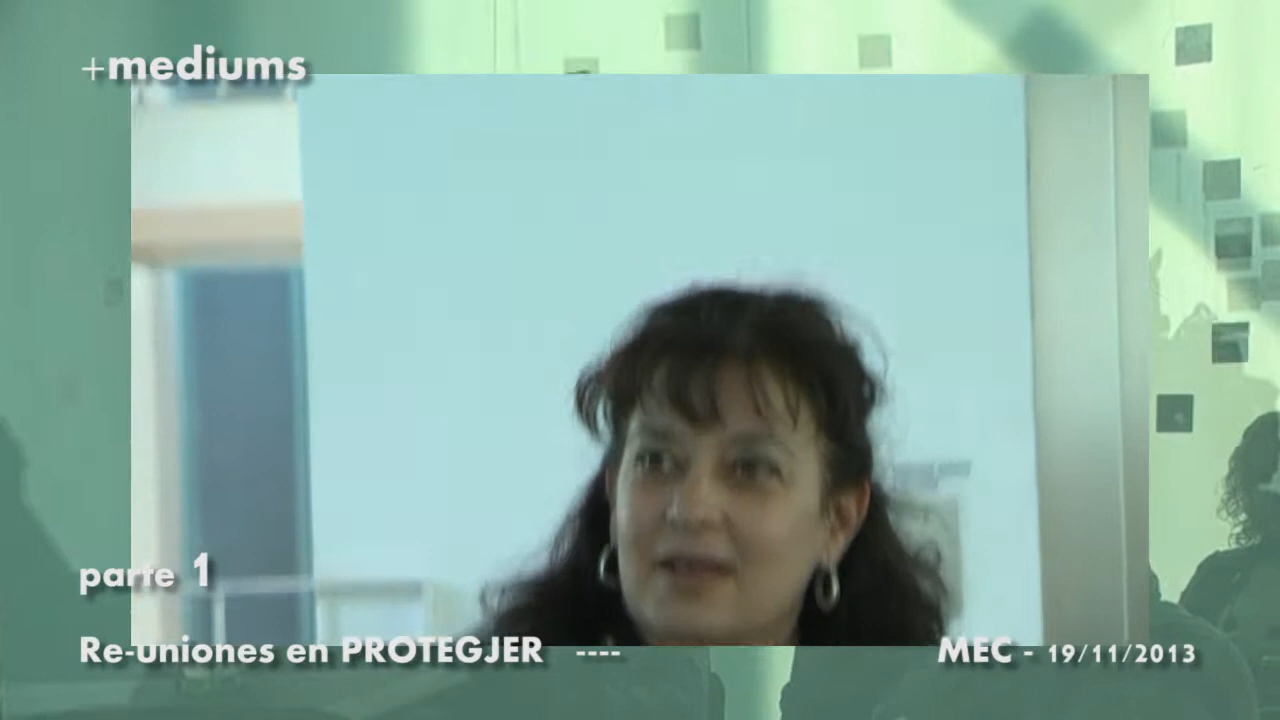 +mediums
parte 1
Re-uniones en PROTEGJER ----
MEC - 19/11/2013